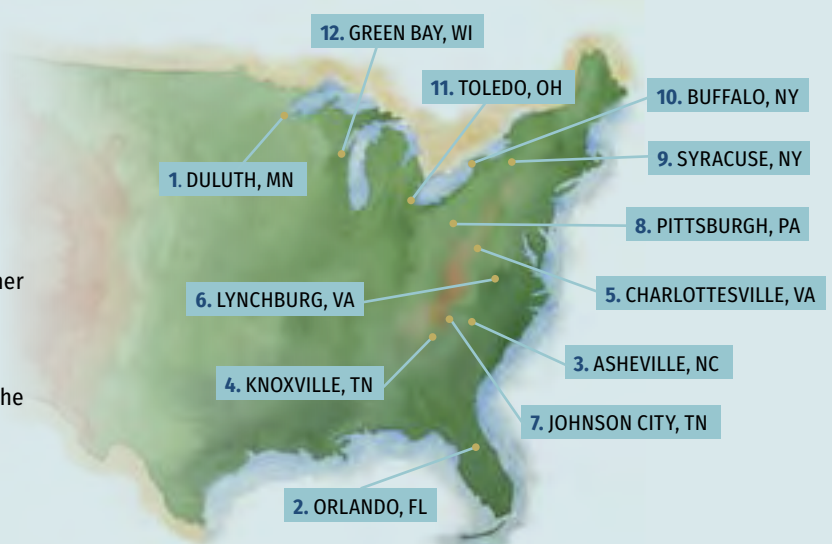 12. GREEN BAY, WI
11. TOLEDO, OH
10. BUFFALO, NY
9. SYRACUSE, NY
1. DULUTH, MN
8. PITTSBURGH, PA
ner
6. LYNCHBURG, VA
5. CHARLOTTESVILLE, VA
3. ASHEVILLE, NC
4. KNOXVILLE, TN
he
7. JOHNSON CITY, TN
2. ORLANDO, FL